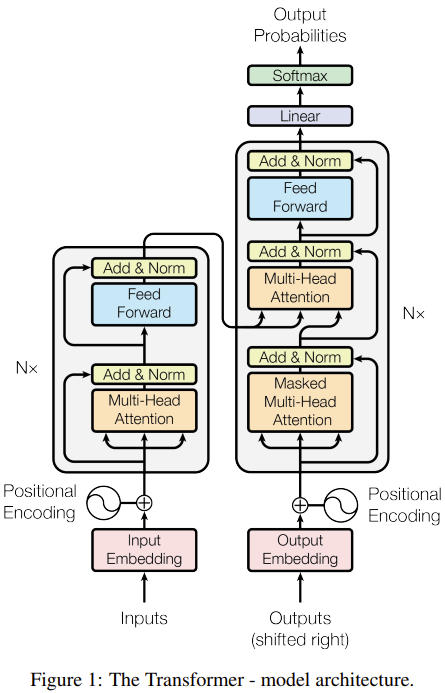 Output
Probabilities
Softmax
Linear
Add & Norm
Feed
Forward
Add & Norm
Multi-Head
Attention
Add & Norm
Masked
Multi-Head
Attention
N×
Positional
Encoding
Output
Embedding
Outputs
(shifted right)
Add & Norm
Feed
Forward
Add & Norm
Multi-Head
Attention
N×
Positional
Encoding
Input
Embedding
Inputs
Figure 1: The Transformer - model architecture.